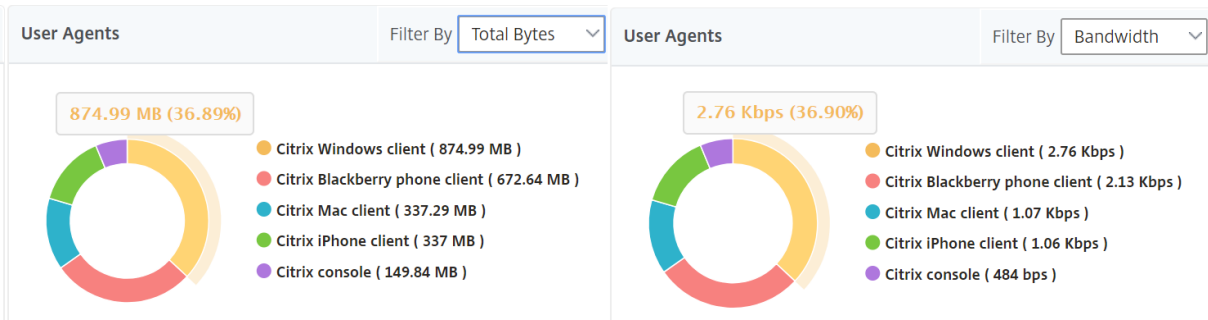 User Agents
Filter By Total Bytes
874.99 MB (36.89%)
Citrix Windows client ( 874.99 MB )
Citrix Blackberry phone client ( 672.64 MB )
Citrix Mac client ( 337.29 MB )
Citrix iPhone client ( 337 MB )
Citrix console ( 149.84 MB )
User Agents
Filter By Bandwidth
2.76 Kbps (36.90%)
Citrix Windows client ( 2.76 Kbps )
Citrix Blackberry phone client ( 2.13 Kbps )
Citrix Mac client ( 1.07 Kbps )
Citrix iPhone client ( 1.06 Kbps )
Citrix console ( 484 bps )